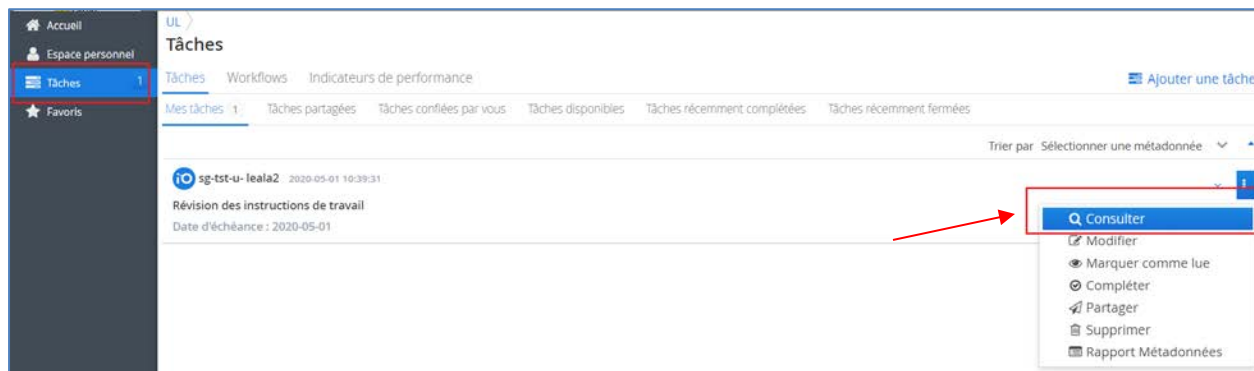 Accueil
Espace personnel
Tâches 1
Favoris
UL
Tâches
Tâches Workflows Indicateurs de performance
Ajouter une tâche
Mes tâches 1 Tâches partagées Tâches confiées par vous Tâches disponibles Tâches récemment complétées Tâches récemment fermées
Trier par Sélectionner une métadonnée
sg-tst-u- leala2 2020-05-01 10:39:31
Révision des instructions de travail
Date d'échéance : 2020-05-01
Consulter
Modifier
Marquer comme lue
Compléter
Partager
Supprimer
Rapport Métadonnées